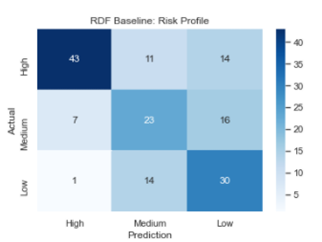 RDF Baseline: Risk Profile
High 43 11 14
Medium 7 23 16
Low 1 14 30
Actual
High Medium Low
Prediction
40
35
30
25
20
15
10
5